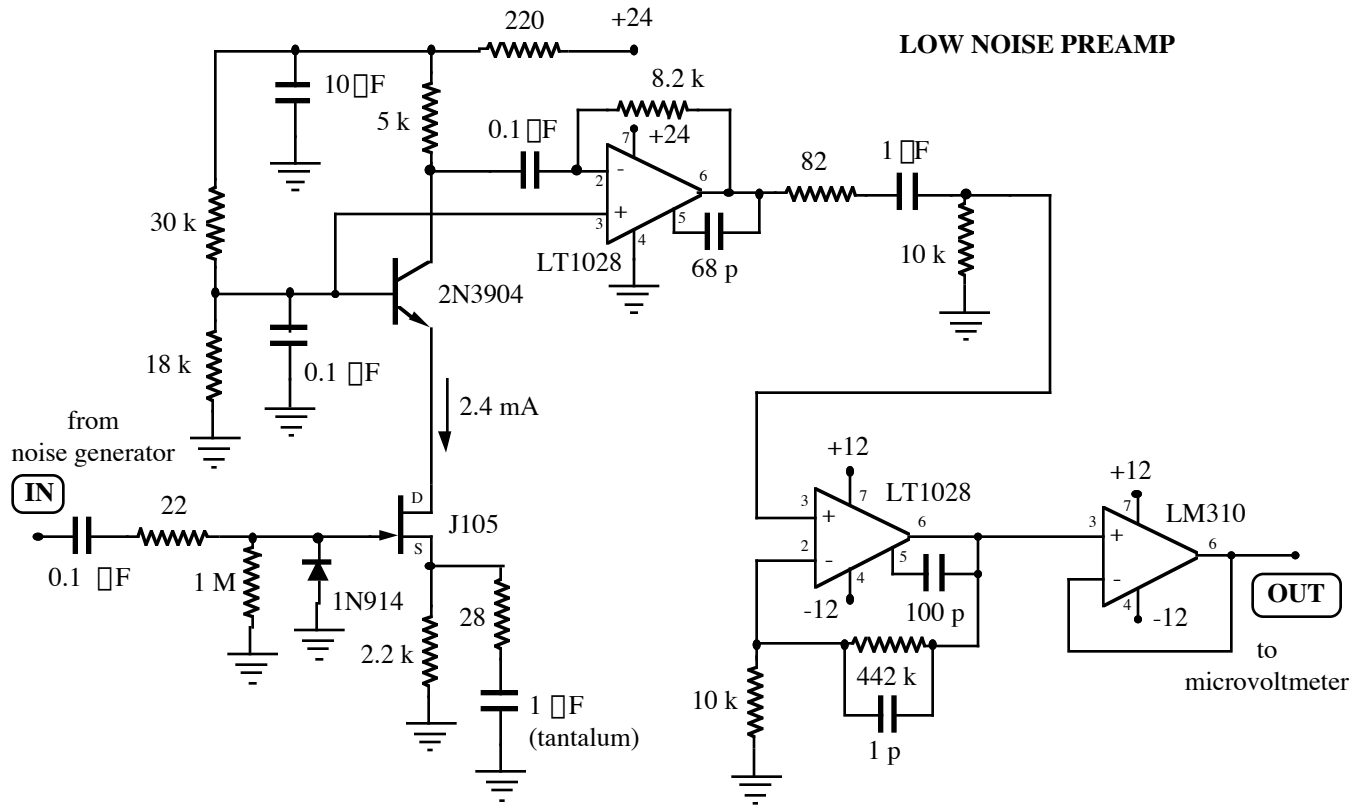 LOW NOISE PREAMP
220
+24
10 □F
5 k
8.2 k
0.1 □F
+24
7
2
-
6
3
+
5
4
LT1028
68 p
82
1 □F
10 k
30 k
2N3904
18 k
0.1 □F
2.4 mA
from
noise generator
IN
0.1 □F
22
1 M
1N914
D
S
J105
2.2 k
28
1 □F
(tantalum)
+12
LT1028
7
3
+
2
-
6
5
4
-12
100 p
442 k
1 p
10 k
+12
LM310
7
3
+
-
6
4
-12
OUT
to
microvoltmeter